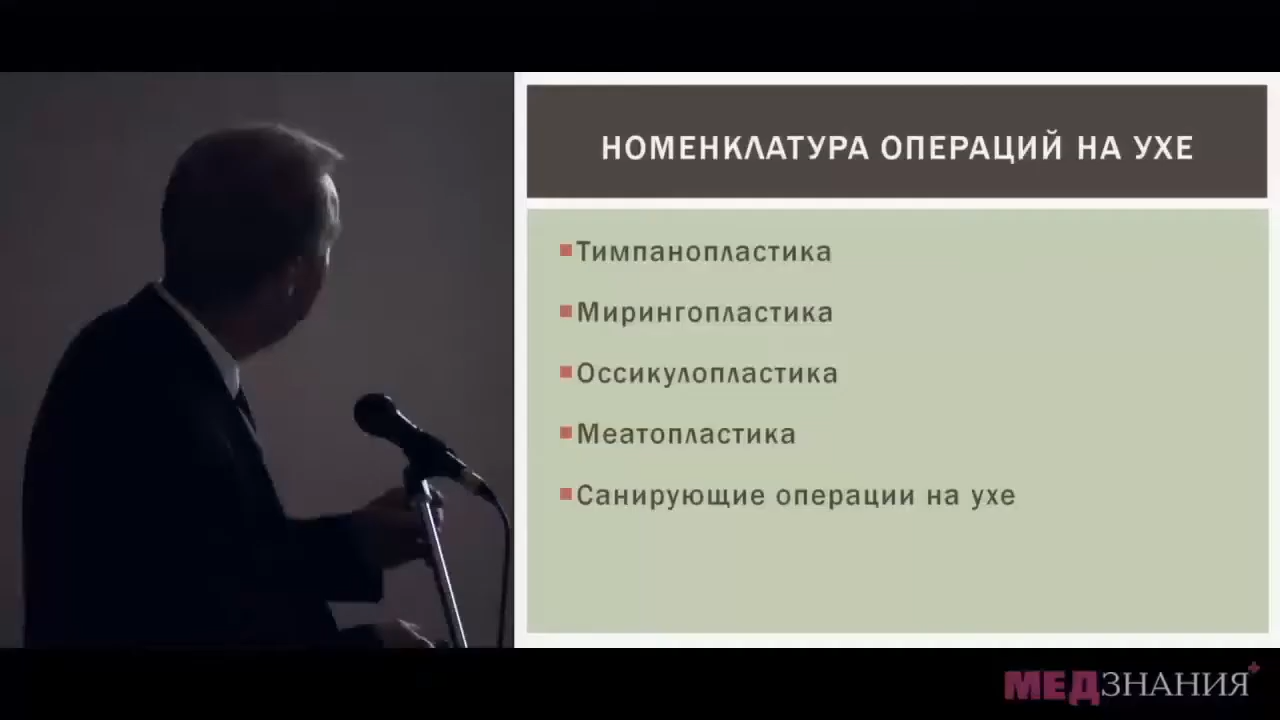 НОМЕНКЛАТУРА ОПЕРАЦИЙ НА УХЕ
Тимпанопластика
Мирингопластика
Оссикулопластика
Меатопластика
Санирующие операции на ухе
МЕДЗНАНИЯ+